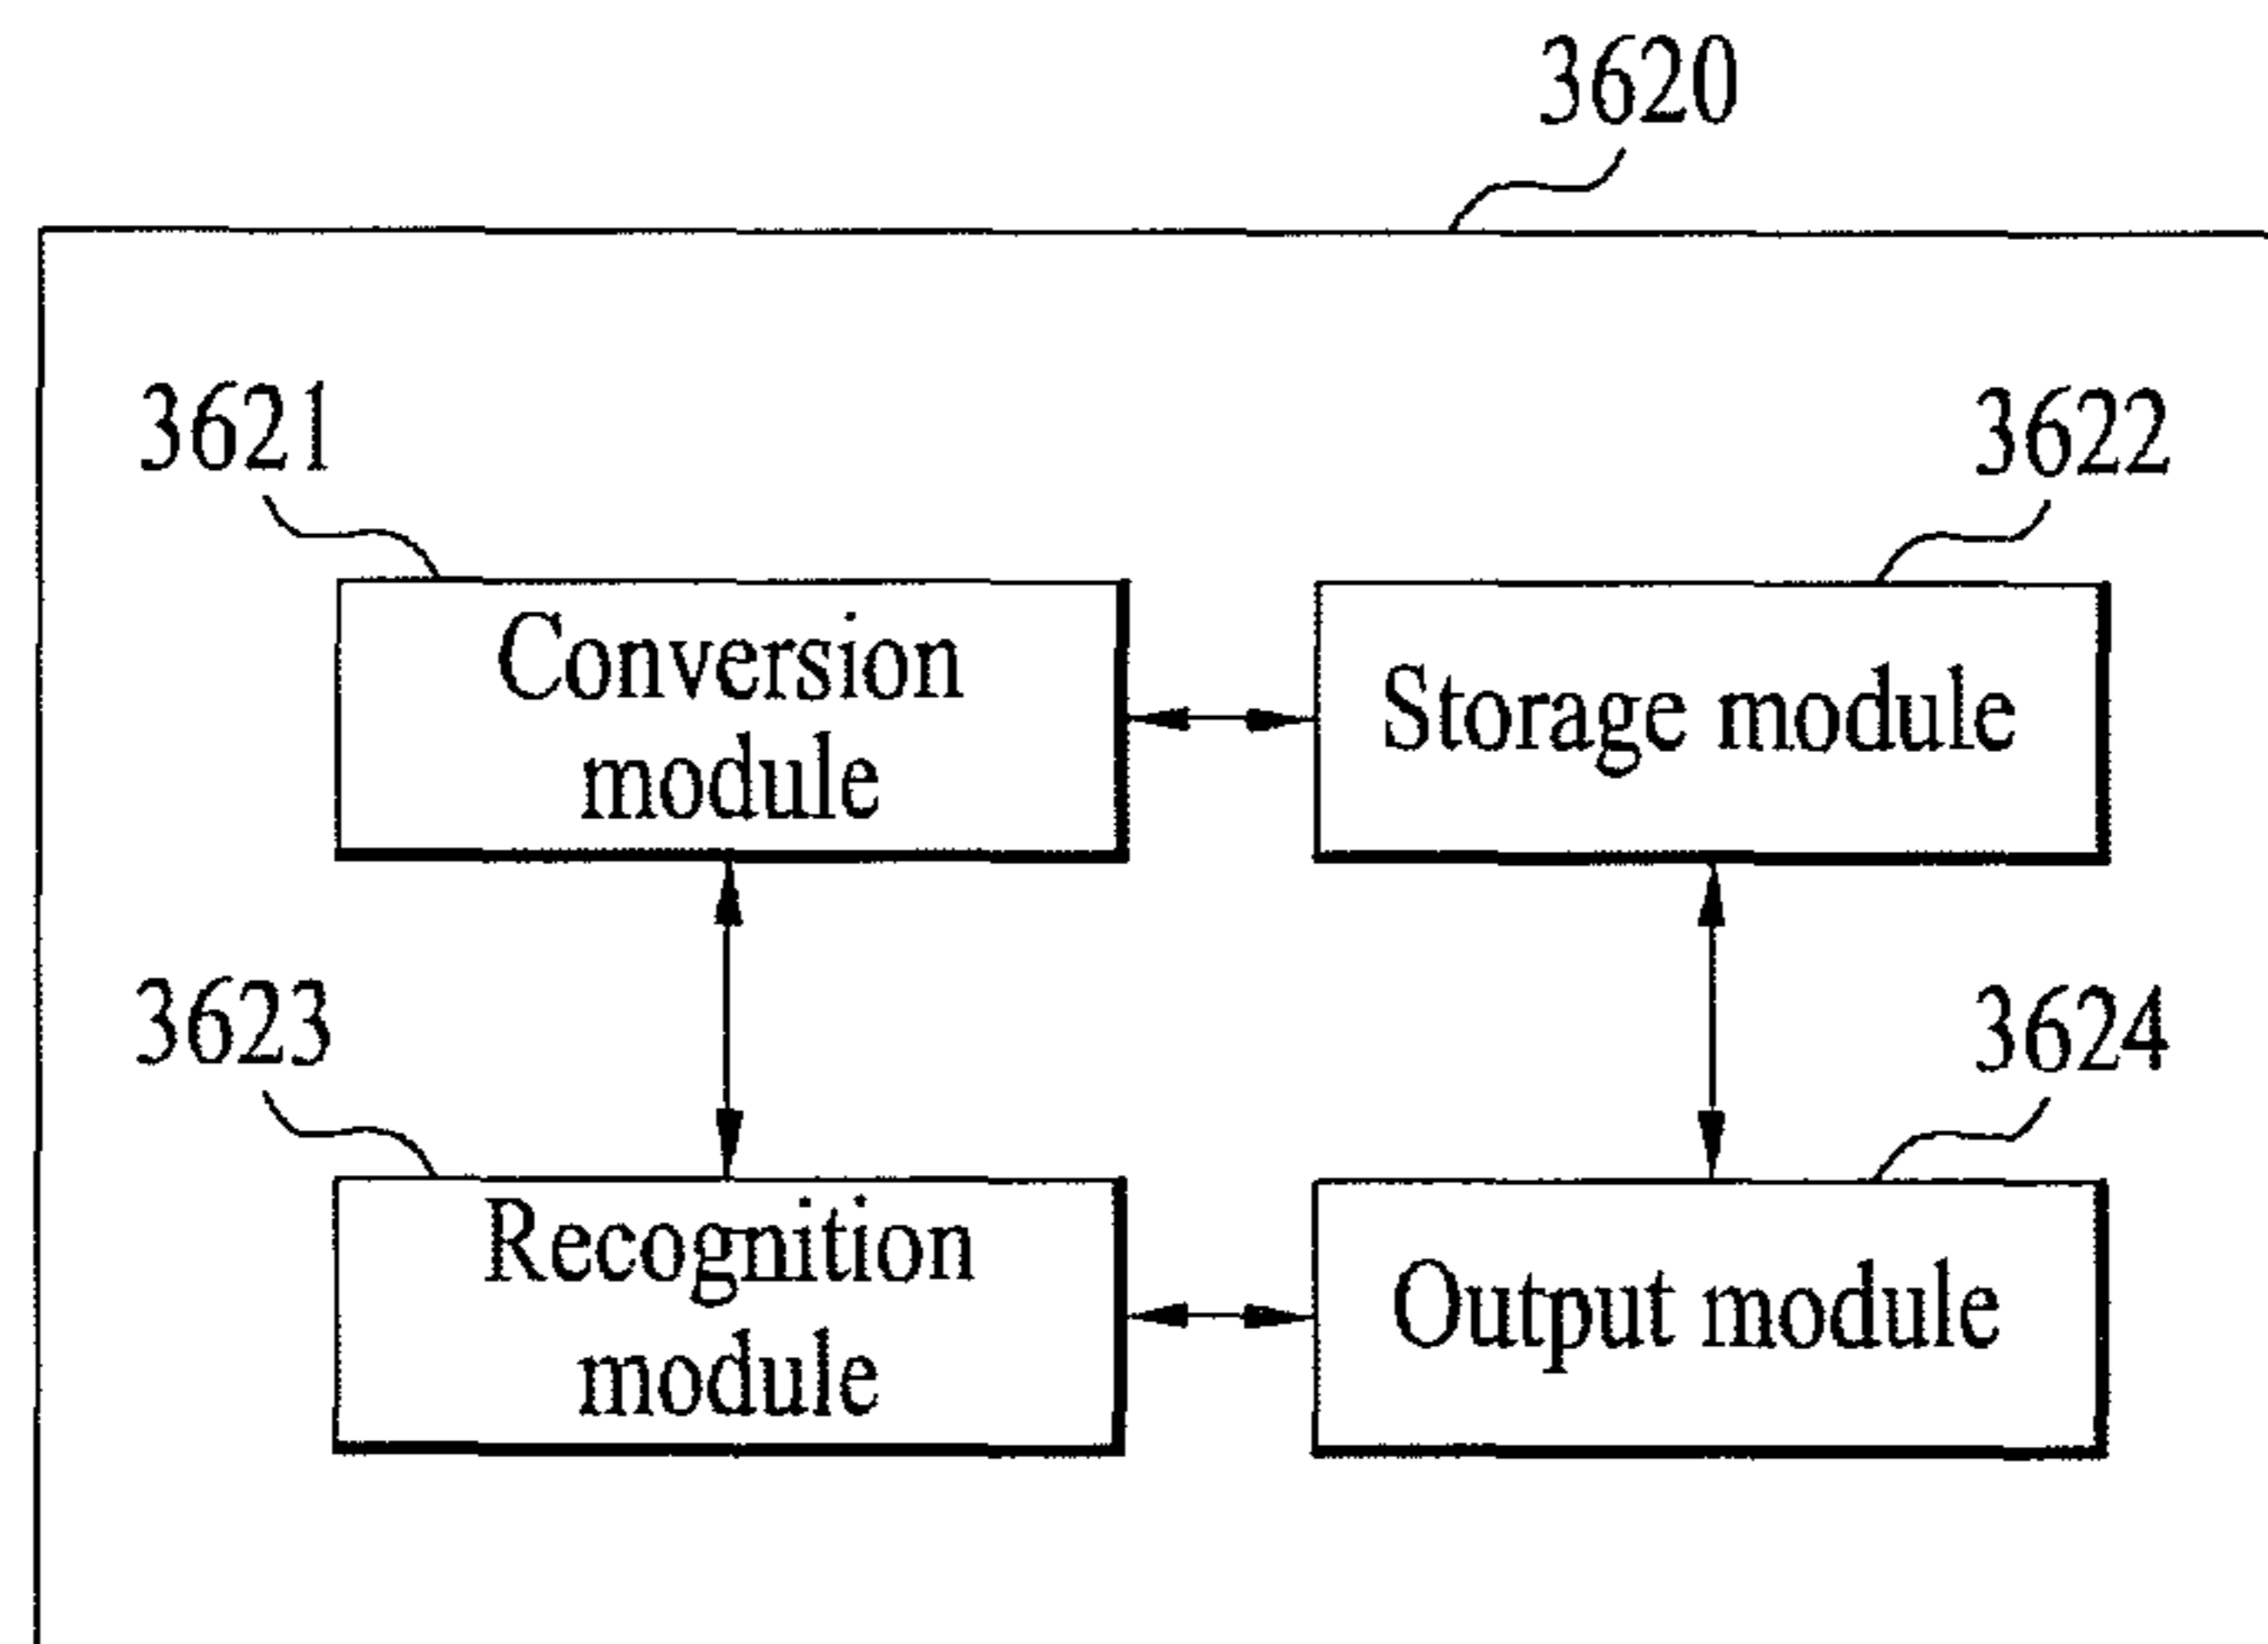 3620
3621
3622
Conversion
module
Storage module
3623
3624
Recognition
module
Output module